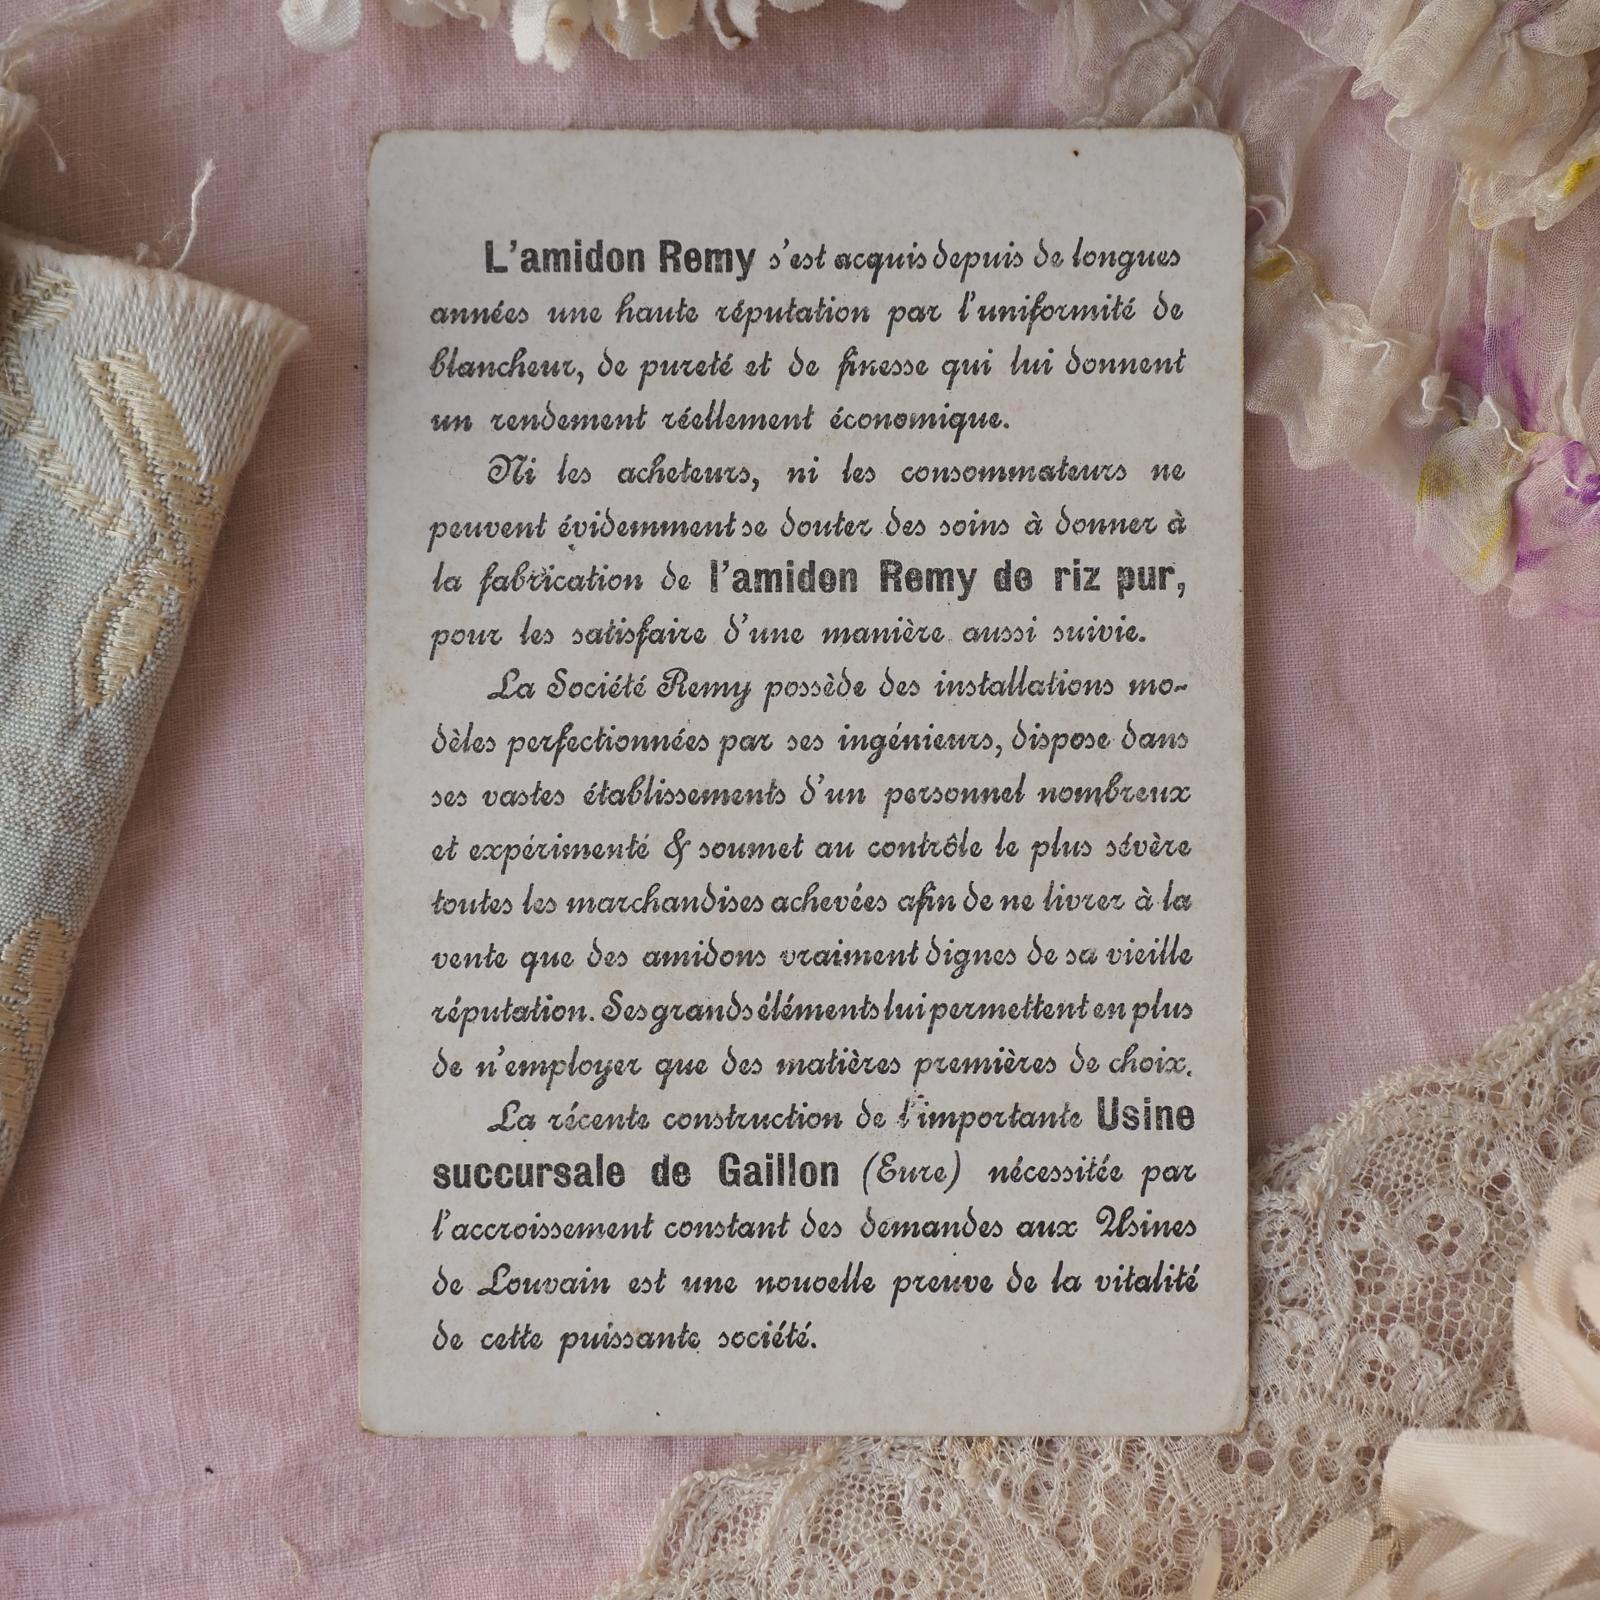 L'amidon Remy s'est acquis depuis de longues
années une haute réputation par l'uniformité de
blancheur, de pureté et de finesse qui lui donnent
un rendement réellement économique.
Ni les acheteurs, ni les consommateurs ne
peuvent évidemment se douter des soins à donner à
la fabrication de l'amidon Remy de riz pur,
pour les satisfaire d'une manière aussi suivie.
La Société Remy possède des installations mo-
dèles perfectionnées par ses ingénieurs, dispose dans
ses vastes établissements d'un personnel nombreux
et expérimenté & soumet au contrôle le plus sévère
toutes les marchandises achevées afin de ne livrer à la
vente que des amidons vraiment dignes de sa vieille
réputation. Ses grands éléments lui permettent en plus
de n'employer que des matières premières de choix.
La récente construction de l'importante Usine
succursale de Gaillon (Eure) nécessitée par
l'accroissement constant des demandes aux Usines
de Louvain est une nouvelle preuve de la vitalité
de cette puissante société.